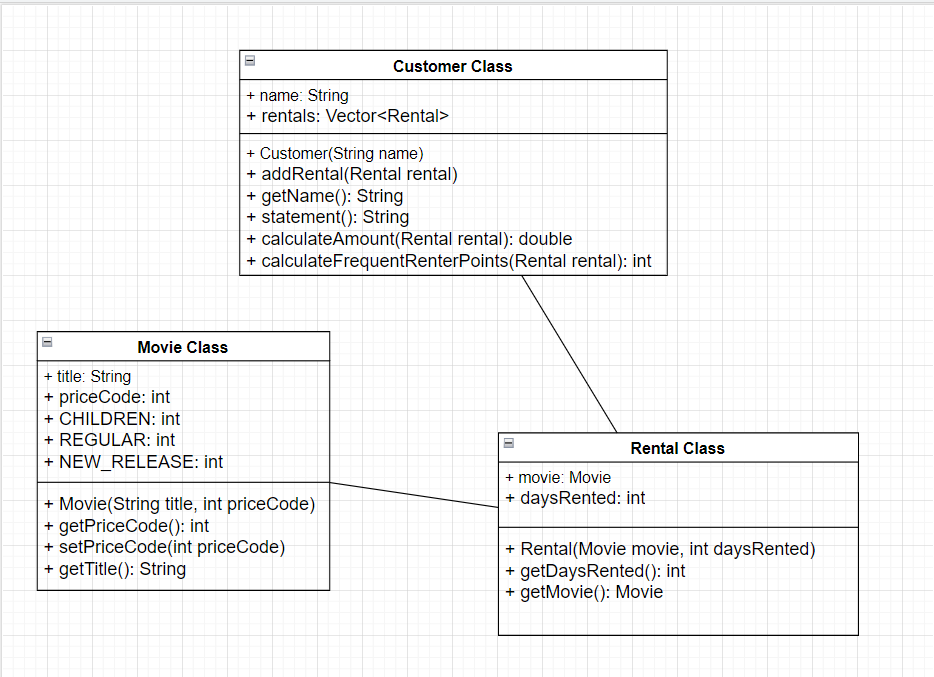 Customer Class
+ name: String
+ rentals: Vector<Rental>
+ Customer(String name)
+ addRental(Rental rental)
+ getName(): String
+ statement(): String
+ calculateAmount(Rental rental): double
+ calculateFrequentRenterPoints(Rental rental): int
Movie Class
+ title: String
+ priceCode: int
+ CHILDREN: int
+ REGULAR: int
+ NEW_RELEASE: int
+ Movie(String title, int priceCode)
+ getPriceCode(): int
+ setPriceCode(int priceCode)
+ getTitle(): String
Rental Class
+ movie: Movie
+ daysRented: int
+ Rental(Movie movie, int daysRented)
+ getDaysRented(): int
+ getMovie(): Movie